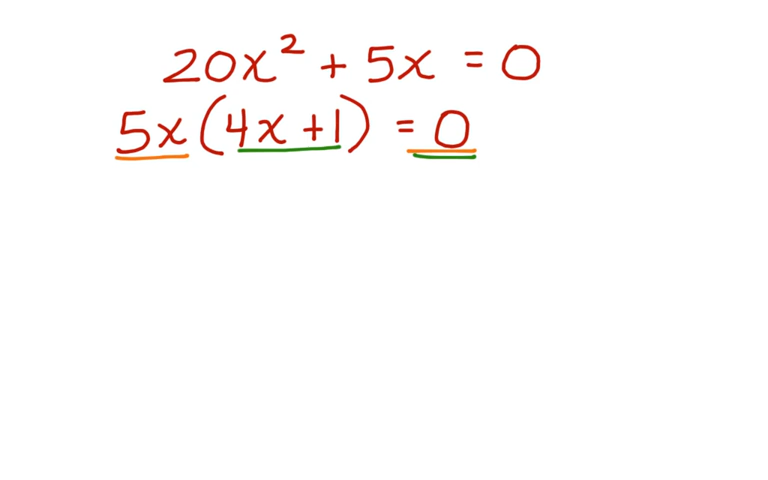 20x² + 5x = 0
5x(4x+1) = 0